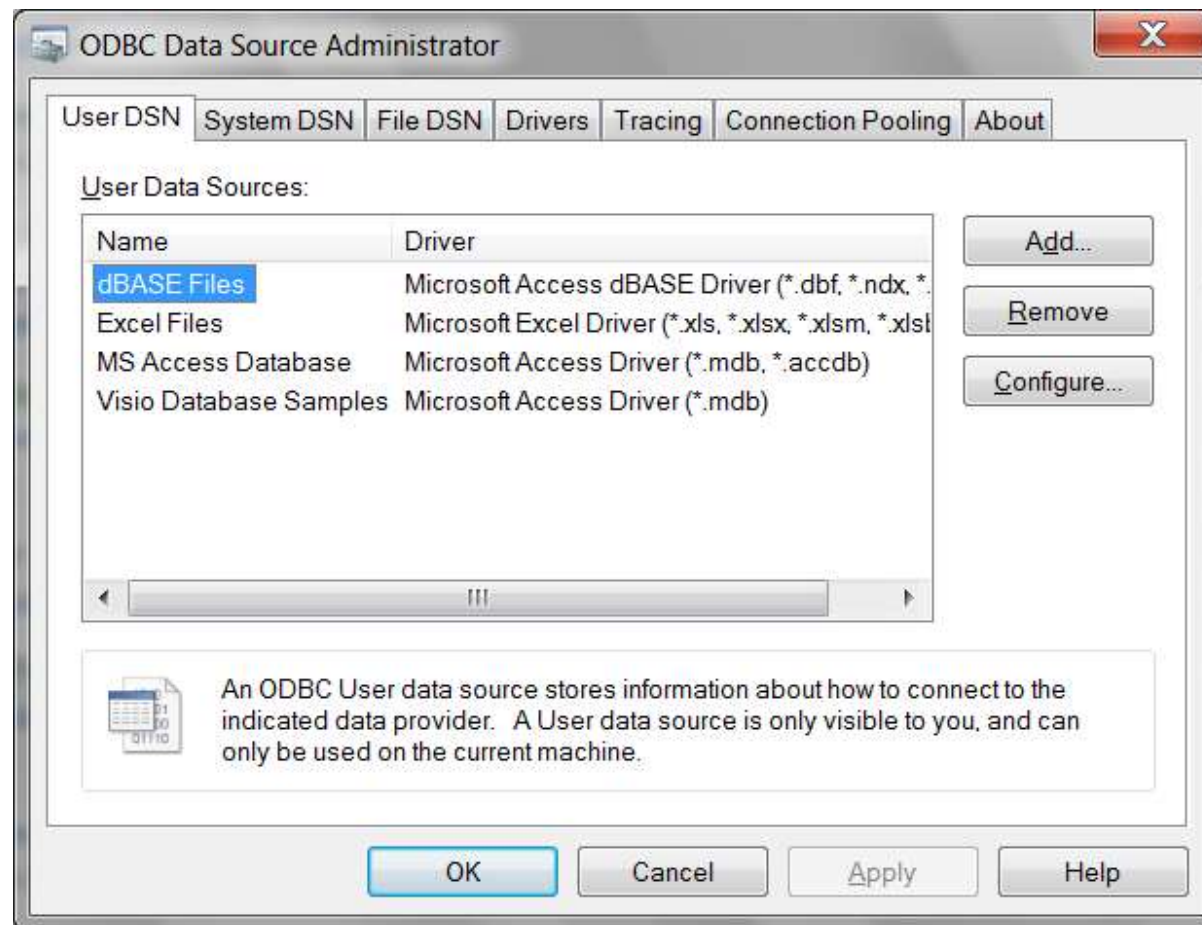 ODBC Data Source Administrator
User DSN System DSN File DSN Drivers Tracing Connection Pooling About
User Data Sources:
Name Driver
dBASE Files Microsoft Access dBASE Driver (*.dbf, *.ndx, *.
Excel Files Microsoft Excel Driver (*.xls, *.xlsx, *.xlsm, *.xlsb
MS Access Database Microsoft Access Driver (*.mdb, *.accdb)
Visio Database Samples Microsoft Access Driver (*.mdb)
Add...
Remove
Configure...
An ODBC User data source stores information about how to connect to the
indicated data provider. A User data source is only visible to you, and can
only be used on the current machine.
OK Cancel Apply Help